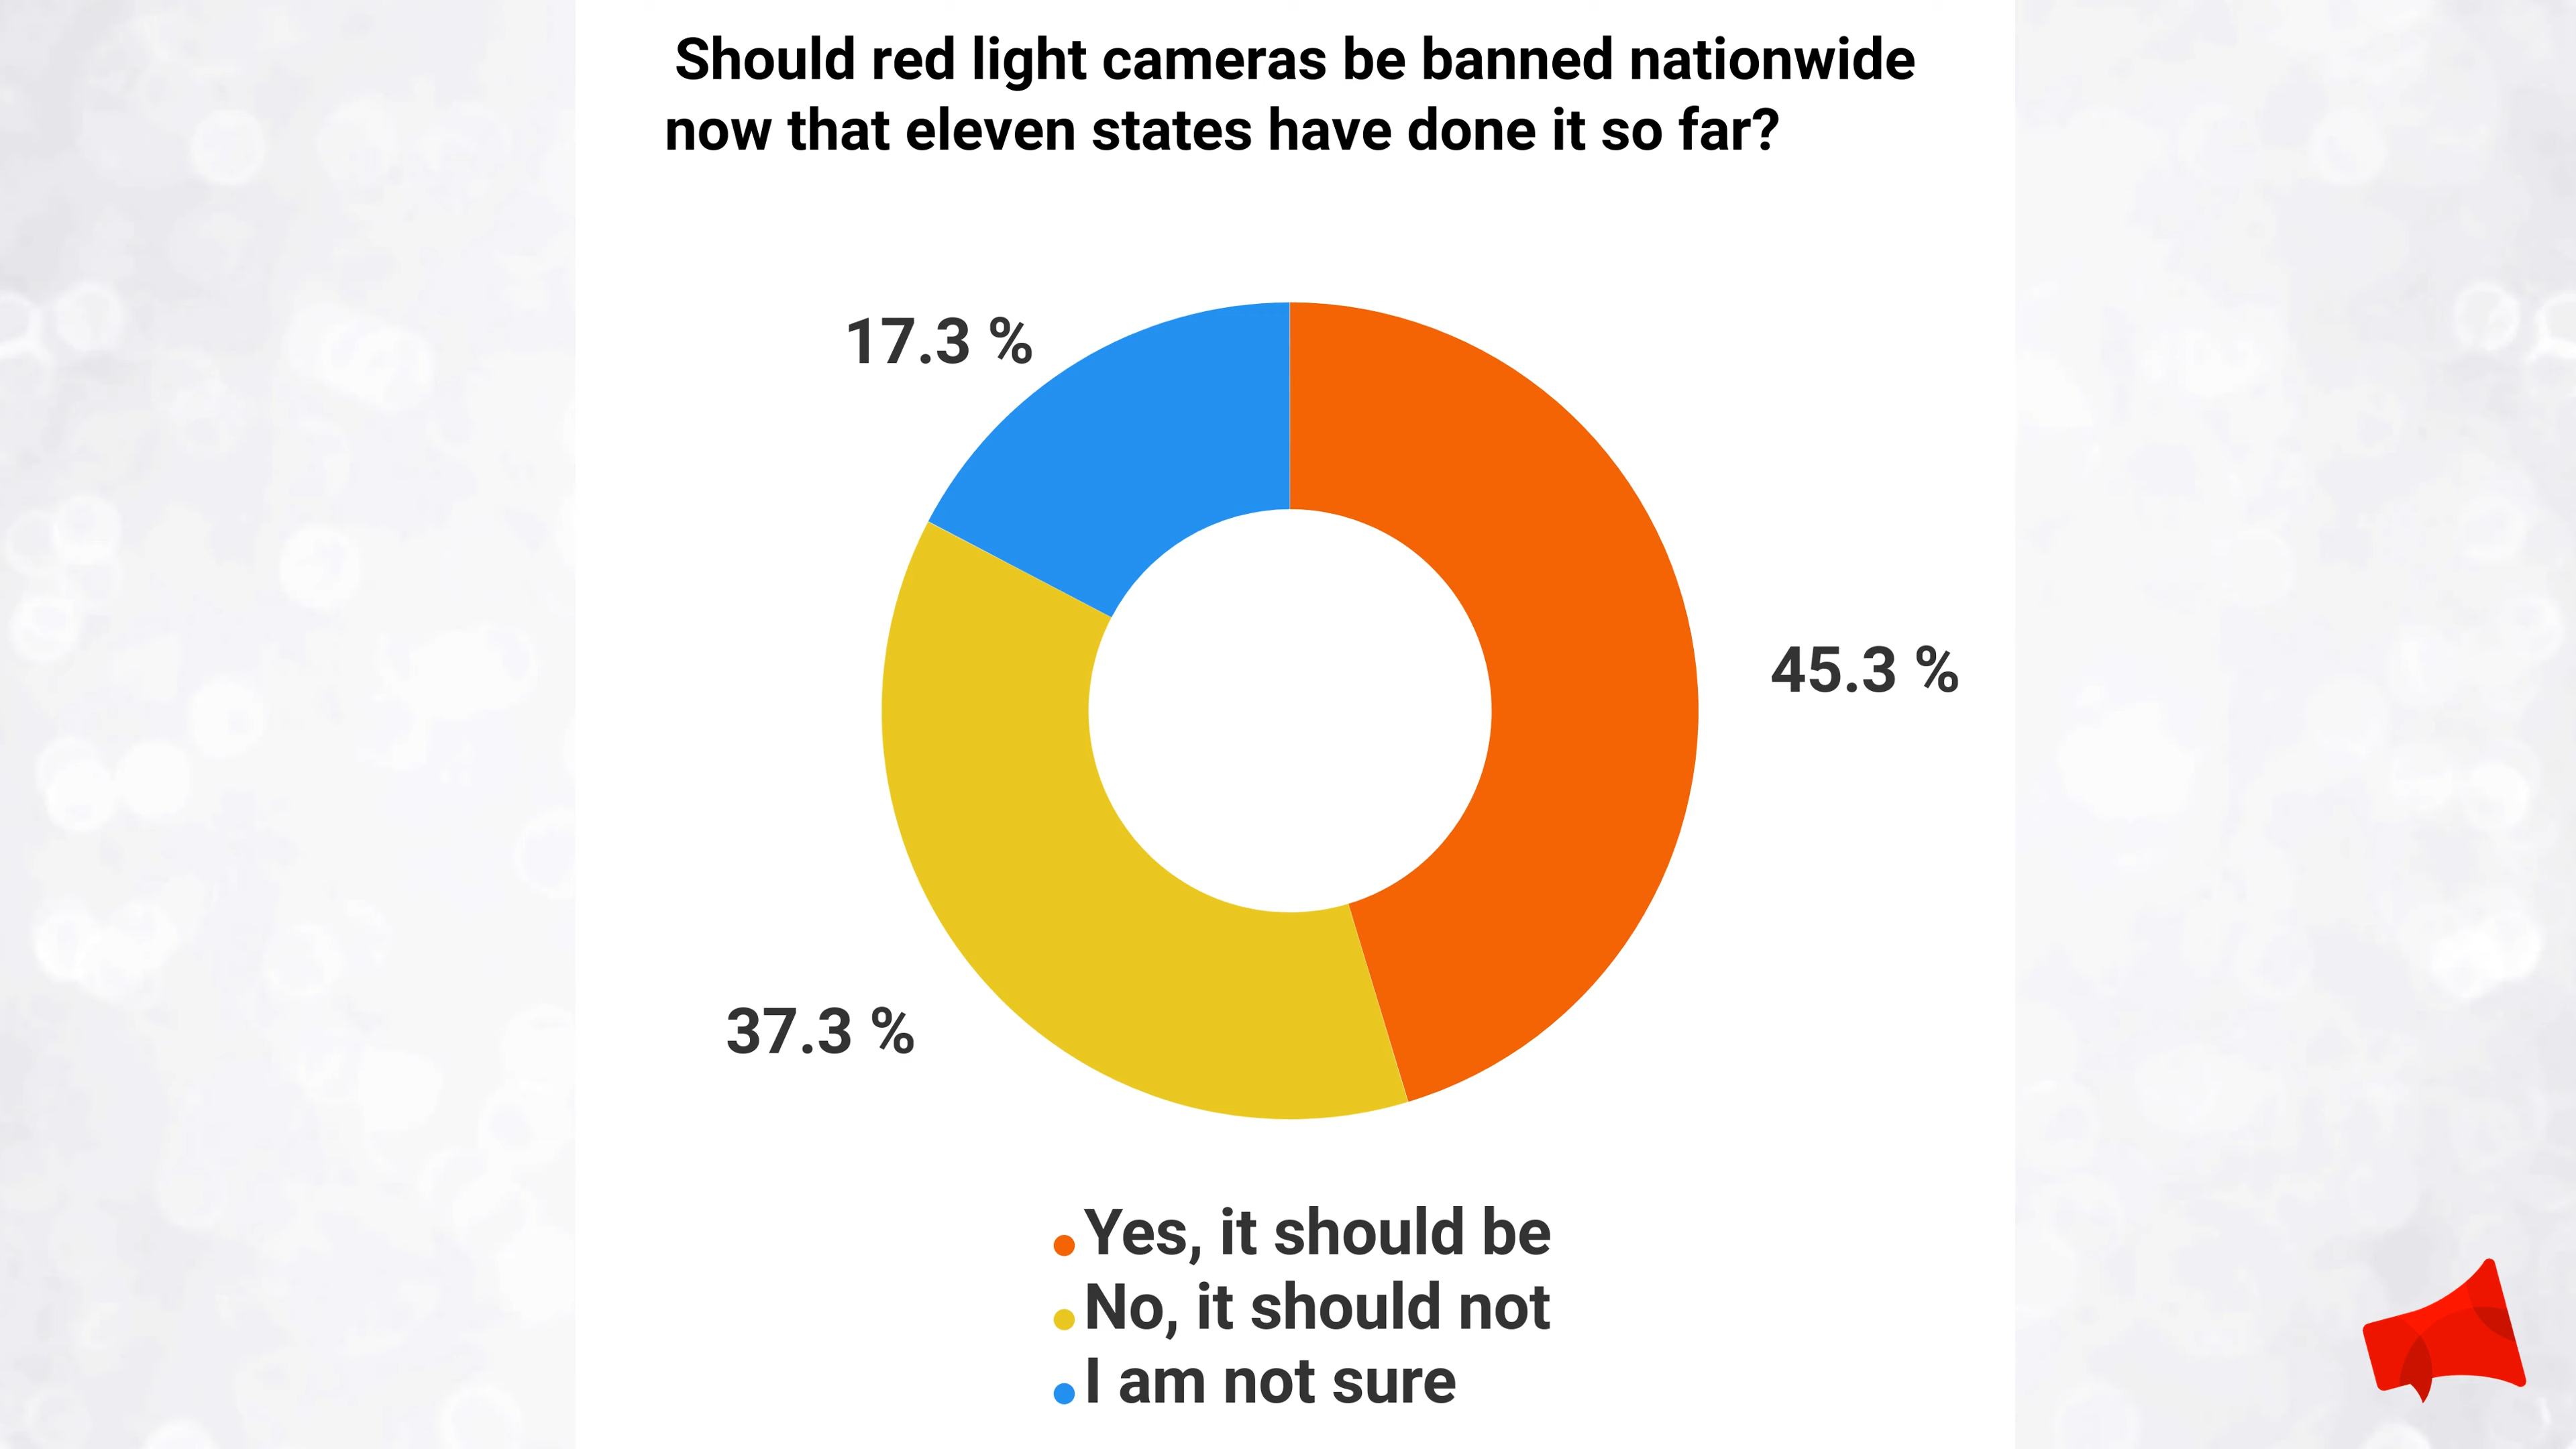 Should red light cameras be banned nationwide
now that eleven states have done it so far?
17.3 %
45.3 %
37.3 %
Yes, it should be
No, it should not
I am not sure